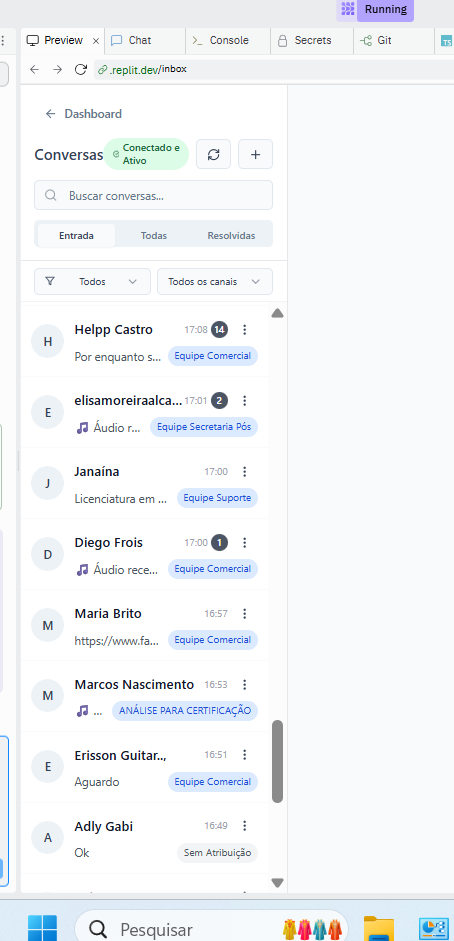 Running
Preview
Chat
Console
Secrets
Git
TS
.replit.dev/inbox
Dashboard
Conversas
Conectado e
Ativo
Buscar conversas...
Entrada
Todas
Resolvidas
Todos
Todos os canais
H
Helpp Castro
17:08
14
Por enquanto s...
Equipe Comercial
E
elisamoreiraalca...
17:01
2
Áudio r...
Equipe Secretaria Pós
J
Janaína
17:00
Licenciatura em ...
Equipe Suporte
D
Diego Frois
17:00
1
Áudio rece...
Equipe Comercial
M
Maria Brito
16:57
https://www.fa...
Equipe Comercial
M
Marcos Nascimento
16:53
...
ANÁLISE PARA CERTIFICAÇÃO
E
Erisson Guitar..,
16:51
Aguardo
Equipe Comercial
A
Adly Gabi
16:49
Ok
Sem Atribuição
Pesquisar